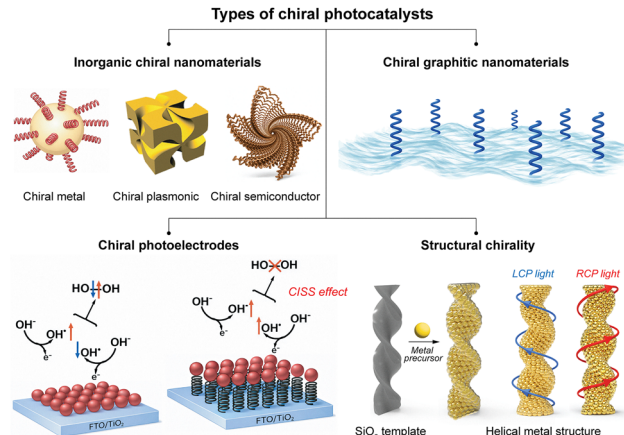 Types of chiral photocatalysts
Inorganic chiral nanomaterials
Chiral graphitic nanomaterials
Chiral metal
Chiral plasmonic
Chiral semiconductor
Chiral photoelectrodes
Structural chirality
HO OH
OH⁻
OH•
e⁻
OH•
OH⁻
e⁻
FTO/TiO₂
HO OH
CISS effect
OH⁻
OH•
e⁻
OH•
OH⁻
e⁻
FTO/TiO₂
LCP light
RCP light
Metal
precursor
SiO₂ template
Helical metal structure